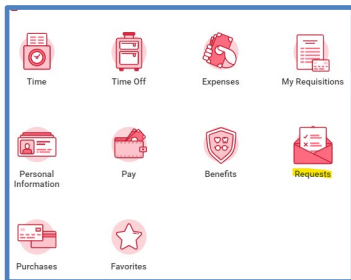 Time
Time Off
Expenses
My Requisitions
Personal
Information
Pay
Benefits
Requests
Purchases
Favorites